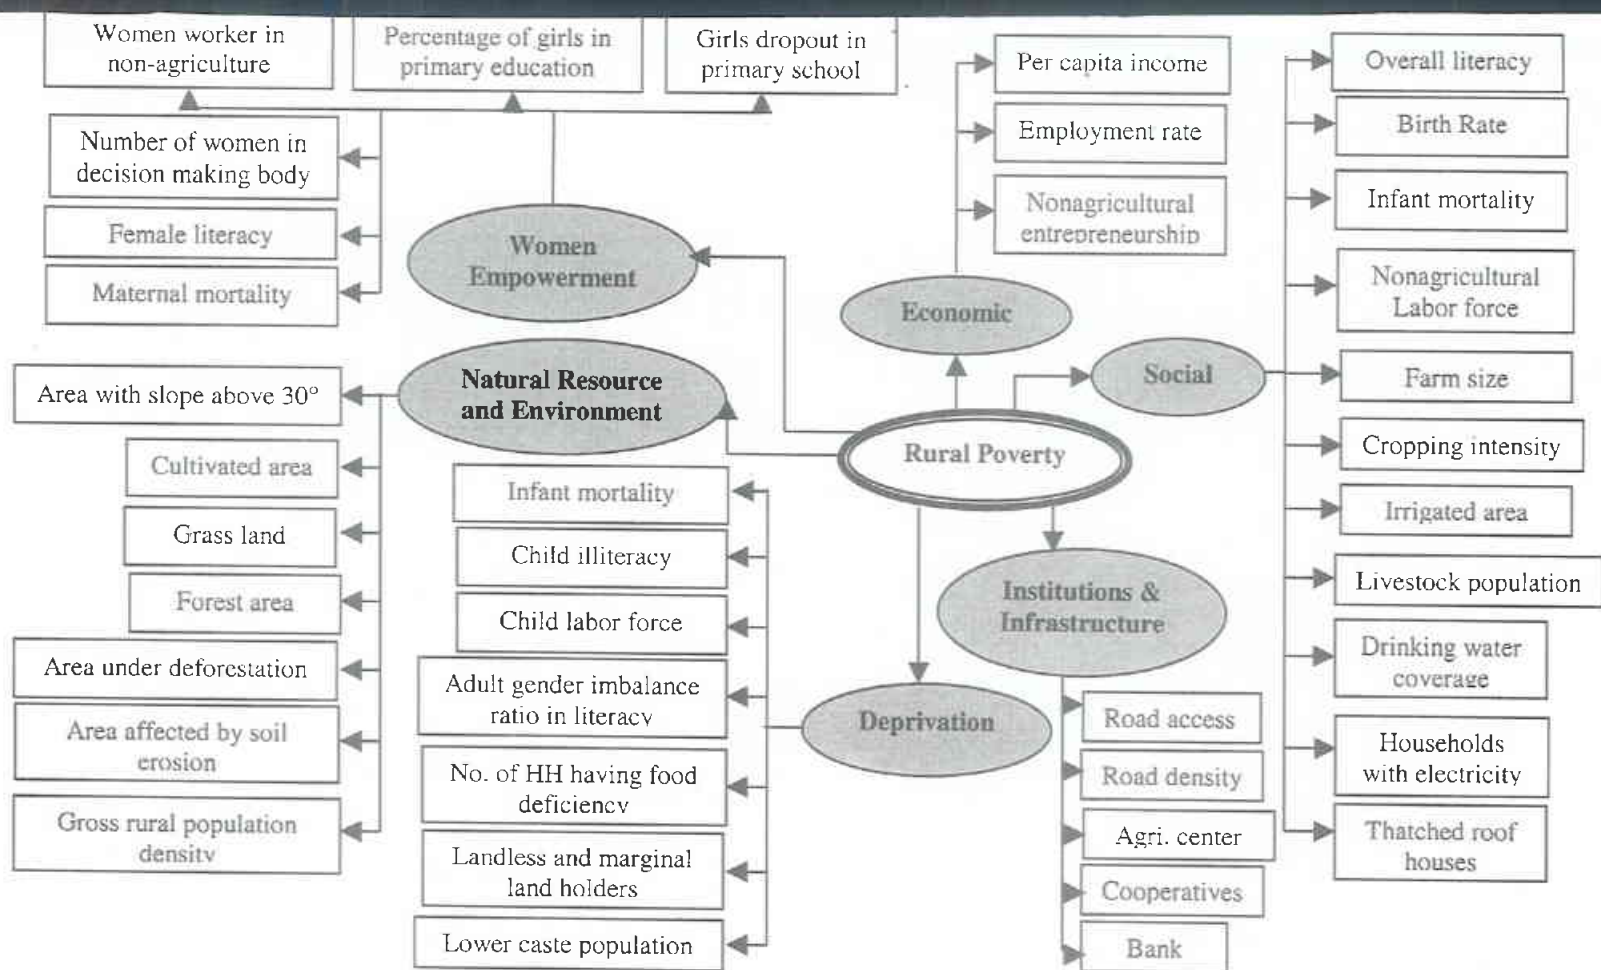 Women worker in
non-agriculture
Percentage of girls in
primary education
Girls dropout in
primary school
Number of women in
decision making body
Female literacy
Maternal mortality
Women
Empowerment
Per capita income
Employment rate
Nonagricultural
entrepreneurship
Economic
Overall literacy
Birth Rate
Infant mortality
Nonagricultural
Labor force
Farm size
Cropping intensity
Irrigated area
Livestock population
Drinking water
coverage
Households
with electricity
Thatched roof
houses
Social
Rural Poverty
Natural Resource
and Environment
Area with slope above 30°
Cultivated area
Grass land
Forest area
Area under deforestation
Area affected by soil
erosion
Gross rural population
density
Infant mortality
Child illiteracy
Child labor force
Adult gender imbalance
ratio in literacy
No. of HH having food
deficiency
Landless and marginal
land holders
Lower caste population
Deprivation
Institutions &
Infrastructure
Road access
Road density
Agri. center
Cooperatives
Bank